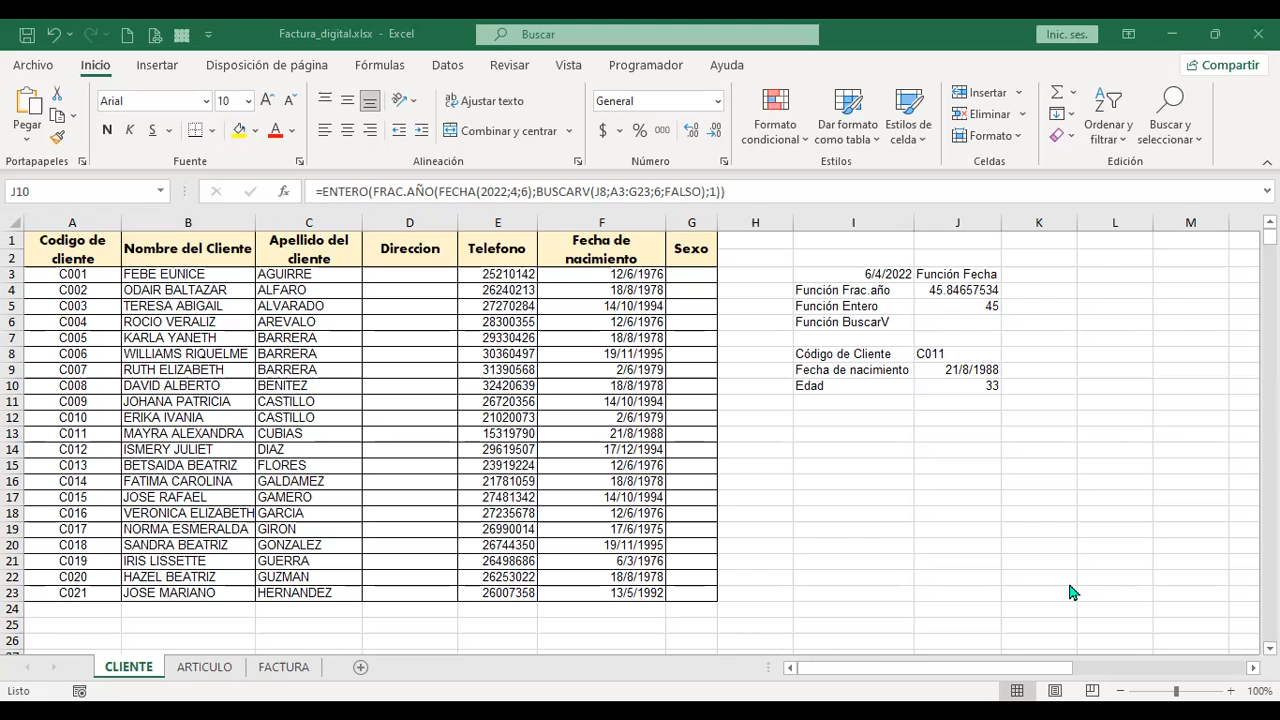 Factura_digital.xlsx - Excel
Buscar
Inic. ses.
Archivo Inicio Insertar Disposición de página Fórmulas Datos Revisar Vista Programador Ayuda
Compartir
Pegar
Arial 10
N K S
Ajustar texto
Combinar y centrar
General
$ % 000
Formato condicional
Dar formato como tabla
Estilos de celda
Insertar
Eliminar
Formato
Ordenar y filtrar
Buscar y seleccionar
Portapapeles Fuente Alineación Número Estilos Celdas Edición
J10 =ENTERO(FRAC.AÑO(FECHA(2022;4;6);BUSCARV(J8;A3:G23;6;FALSO);1))
A B C D E F G H I J K L M
1 Codigo de Nombre del Cliente Apellido del Direccion Telefono Fecha de Sexo
2 cliente cliente nacimiento
3 C001 FEBE EUNICE AGUIRRE 25210142 12/6/1976 6/4/2022 Función Fecha
4 C002 ODAIR BALTAZAR ALFARO 26240213 18/8/1978 Función Frac.año 45.84657534
5 C003 TERESA ABIGAIL ALVARADO 27270284 14/10/1994 Función Entero 45
6 C004 ROCIO VERALIZ AREVALO 28300355 12/6/1976 Función BuscarV
7 C005 KARLA YANETH BARRERA 29330426 18/8/1978
8 C006 WILLIAMS RIQUELME BARRERA 30360497 19/11/1995 Código de Cliente C011
9 C007 RUTH ELIZABETH BARRERA 31390568 2/6/1979 Fecha de nacimiento 21/8/1988
10 C008 DAVID ALBERTO BENITEZ 32420639 18/8/1978 Edad 33
11 C009 JOHANA PATRICIA CASTILLO 26720356 14/10/1994
12 C010 ERIKA IVANIA CASTILLO 21020073 2/6/1979
13 C011 MAYRA ALEXANDRA CUBIAS 15319790 21/8/1988
14 C012 ISMERY JULIET DIAZ 29619507 17/12/1994
15 C013 BETSAIDA BEATRIZ FLORES 23919224 12/6/1976
16 C014 FATIMA CAROLINA GALDAMEZ 21781059 18/8/1978
17 C015 JOSE RAFAEL GAMERO 27481342 14/10/1994
18 C016 VERONICA ELIZABETH GARCIA 27235678 12/6/1976
19 C017 NORMA ESMERALDA GIRON 26990014 17/6/1975
20 C018 SANDRA BEATRIZ GONZALEZ 26744350 19/11/1995
21 C019 IRIS LISSETTE GUERRA 26498686 6/3/1976
22 C020 HAZEL BEATRIZ GUZMAN 26253022 18/8/1978
23 C021 JOSE MARIANO HERNANDEZ 26007358 13/5/1992
24
25
26
CLIENTE ARTICULO FACTURA
Listo 100%